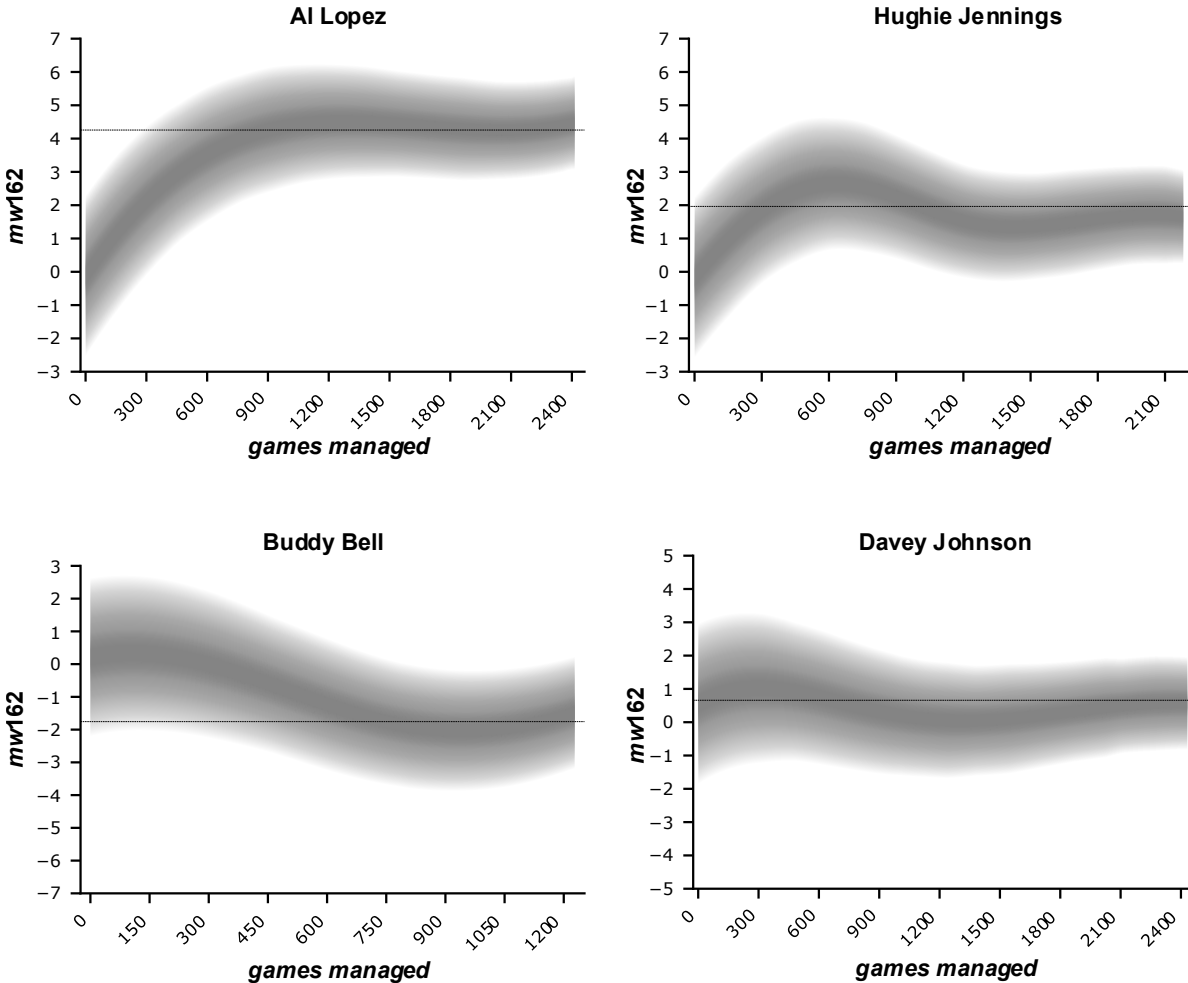 Al Lopez
7
6
5
4
3
2
1
0
−1
−2
−3
mw162
0 300 600 900 1200 1500 1800 2100 2400
games managed
Hughie Jennings
7
6
5
4
3
2
1
0
−1
−2
−3
mw162
0 300 600 900 1200 1500 1800 2100
games managed
Buddy Bell
3
2
1
0
−1
−2
−3
−4
−5
−6
−7
mw162
0 150 300 450 600 750 900 1050 1200
games managed
Davey Johnson
5
4
3
2
1
0
−1
−2
−3
−4
−5
mw162
0 300 600 900 1200 1500 1800 2100 2400
games managed